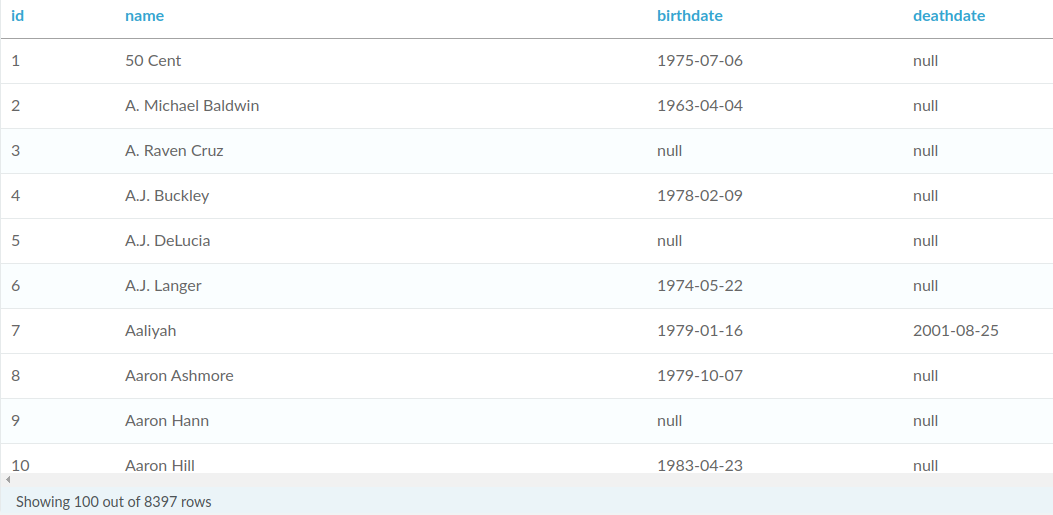 id name birthdate deathdate
1 50 Cent 1975-07-06 null
2 A. Michael Baldwin 1963-04-04 null
3 A. Raven Cruz null null
4 A.J. Buckley 1978-02-09 null
5 A.J. DeLucia null null
6 A.J. Langer 1974-05-22 null
7 Aaliyah 1979-01-16 2001-08-25
8 Aaron Ashmore 1979-10-07 null
9 Aaron Hann null null
10 Aaron Hill 1983-04-23 null
Showing 100 out of 8397 rows